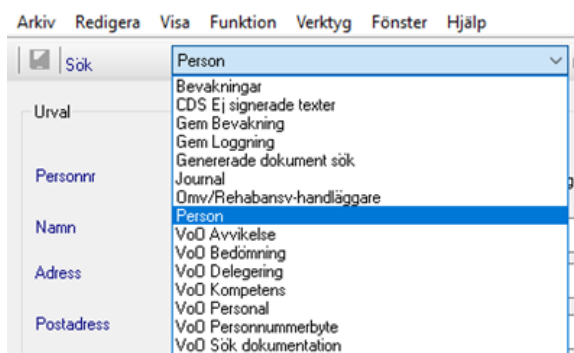 Arkiv Redigera Visa Funktion Verktyg Fönster Hjälp
Sök Person
Bevakningar
CDS Ej signerade texter
Urval
Gem Bevakning
Gem Loggning
Genererade dokument sök
Personnr
Journal
Omv/Rehabansv-handläggare
Person
Namn
VoO Avvikelse
VoO Bedömning
Adress
VoO Delegering
VoO Kompetens
VoO Personal
Postadress
VoO Personnummerbyte
VoO Sök dokumentation